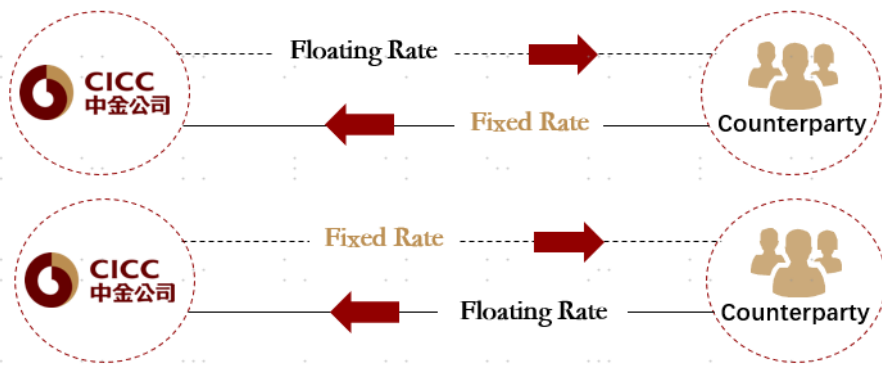 Floating Rate
CICC
中金公司
Fixed Rate
Counterparty
Fixed Rate
CICC
中金公司
Floating Rate
Counterparty